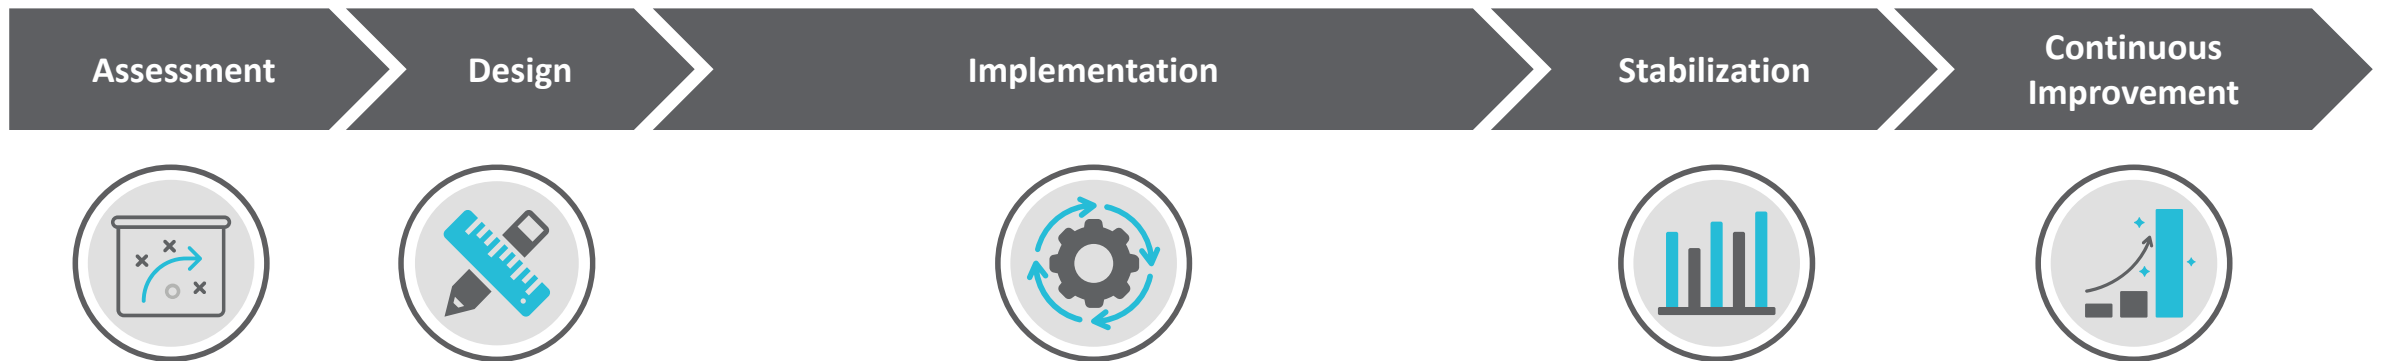 Assessment
Design
Implementation
Stabilization
Continuous
Improvement